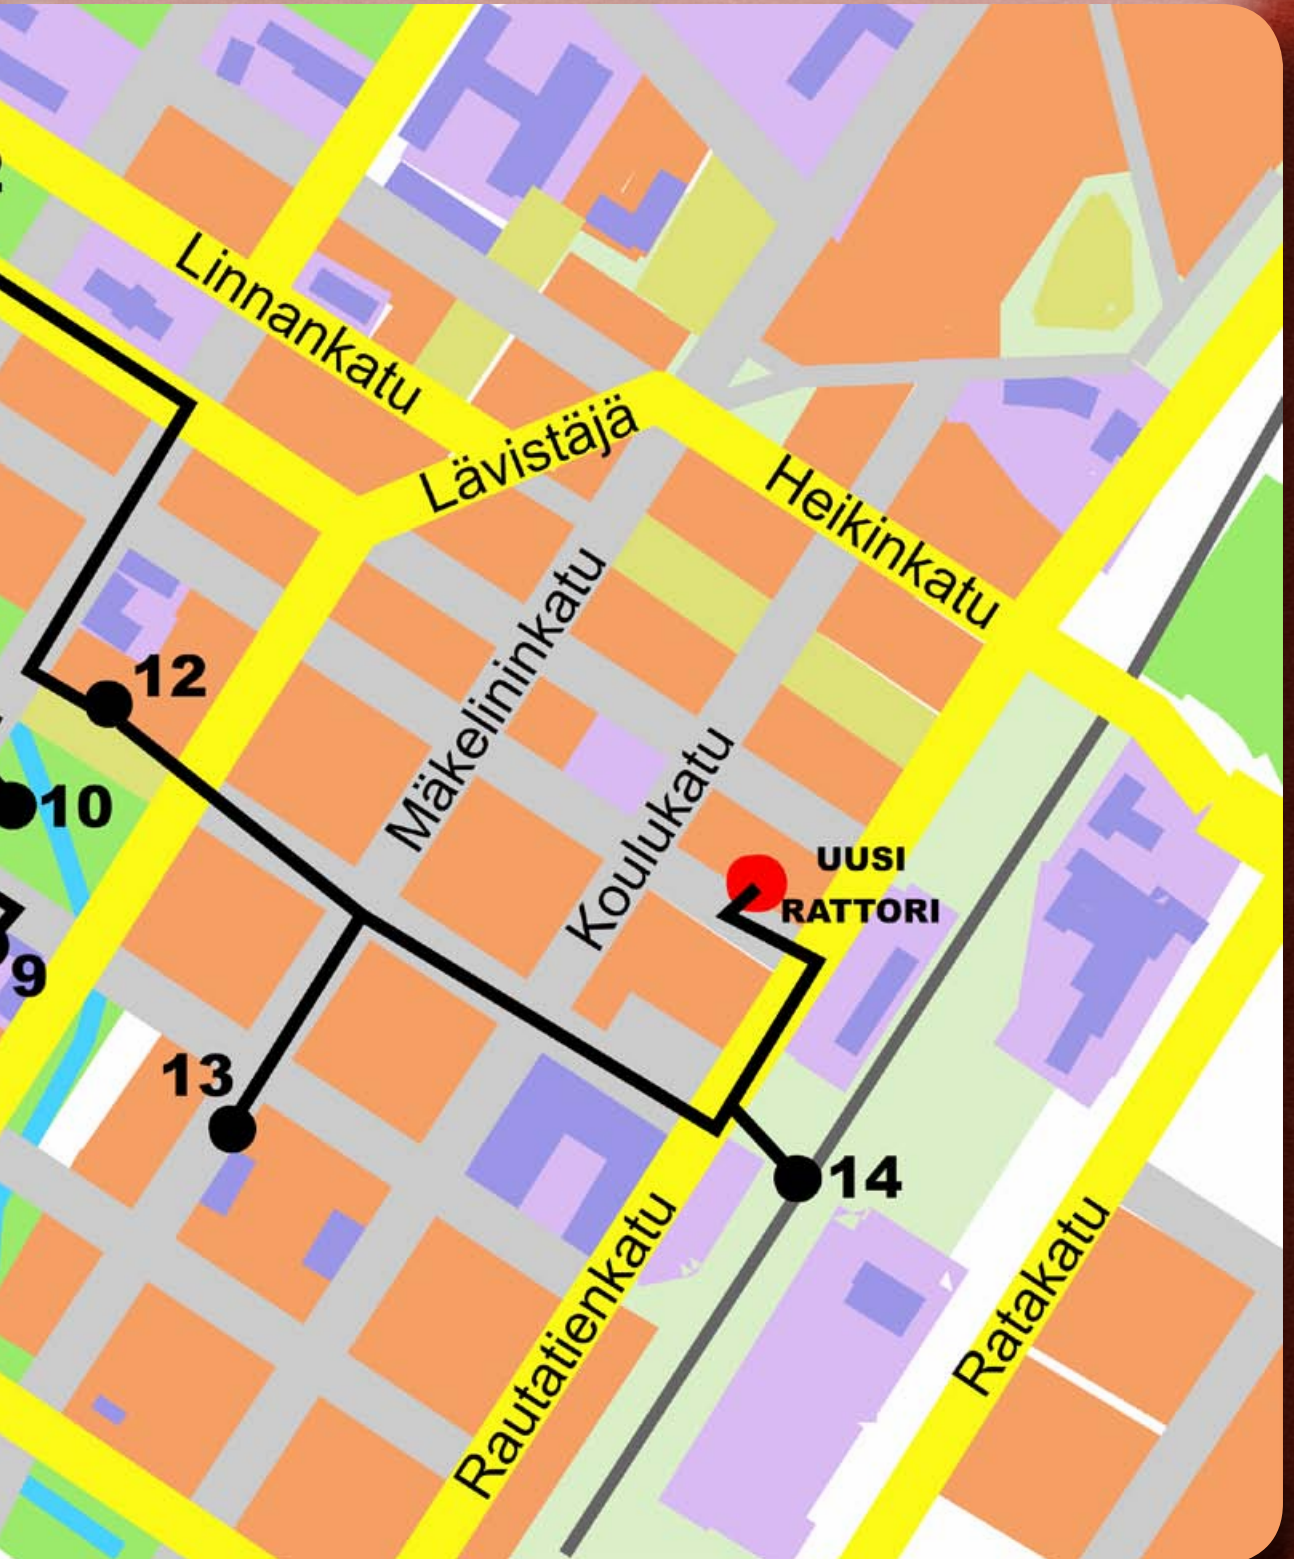 Linnankatu
Lävistäjä
Heikinkatu
Mäkelininkatu
12
Koulukatu
10
UUSI
RATTORI
9
13
14
Rautatienkatu
Ratakatu